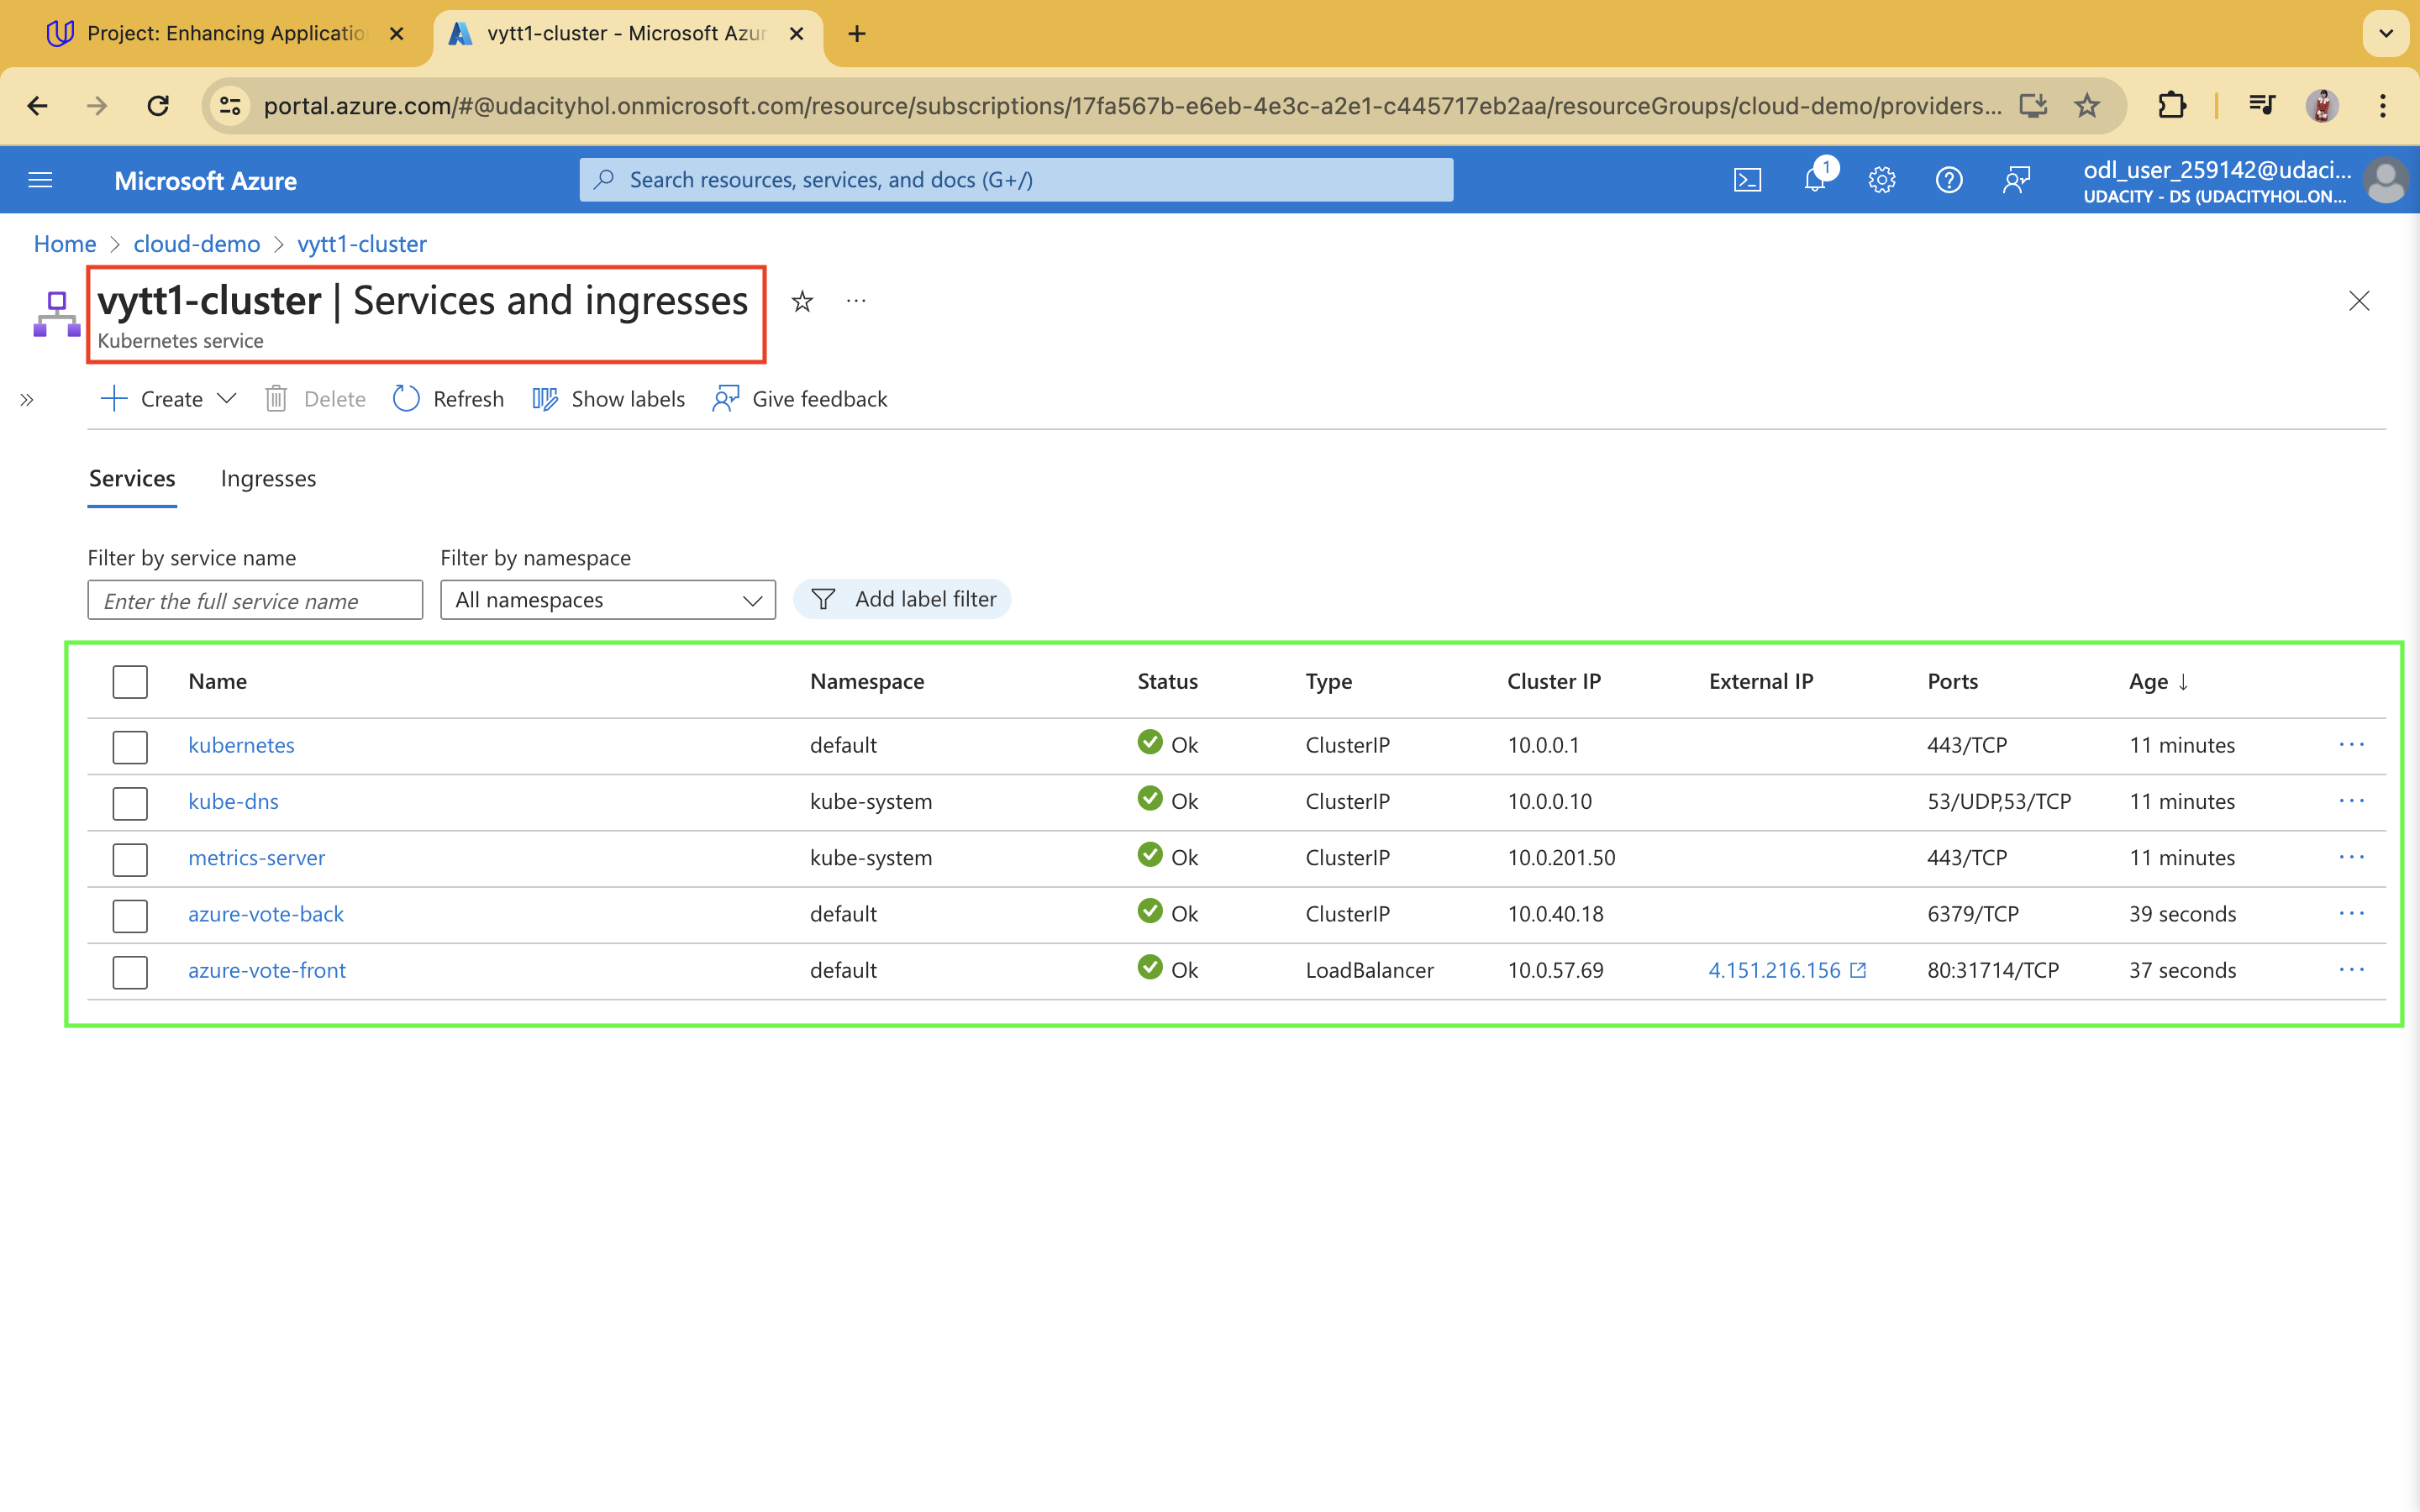 Project: Enhancing Applicatio
vytt1-cluster - Microsoft Azur
portal.azure.com/#@udacityhol.onmicrosoft.com/resource/subscriptions/17fa567b-e6eb-4e3c-a2e1-c445717eb2aa/resourceGroups/cloud-demo/providers...
Microsoft Azure
Search resources, services, and docs (G+/)
1
odl_user_259142@udaci...
UDACITY - DS (UDACITYHOL.ON...
Home > cloud-demo > vytt1-cluster
vytt1-cluster | Services and ingresses
Kubernetes service
Create Delete Refresh Show labels Give feedback
Services Ingresses
Filter by service name Filter by namespace
Enter the full service name All namespaces Add label filter
Name Namespace Status Type Cluster IP External IP Ports Age ↓
kubernetes default Ok ClusterIP 10.0.0.1 443/TCP 11 minutes
kube-dns kube-system Ok ClusterIP 10.0.0.10 53/UDP,53/TCP 11 minutes
metrics-server kube-system Ok ClusterIP 10.0.201.50 443/TCP 11 minutes
azure-vote-back default Ok ClusterIP 10.0.40.18 6379/TCP 39 seconds
azure-vote-front default Ok LoadBalancer 10.0.57.69 4.151.216.156 80:31714/TCP 37 seconds